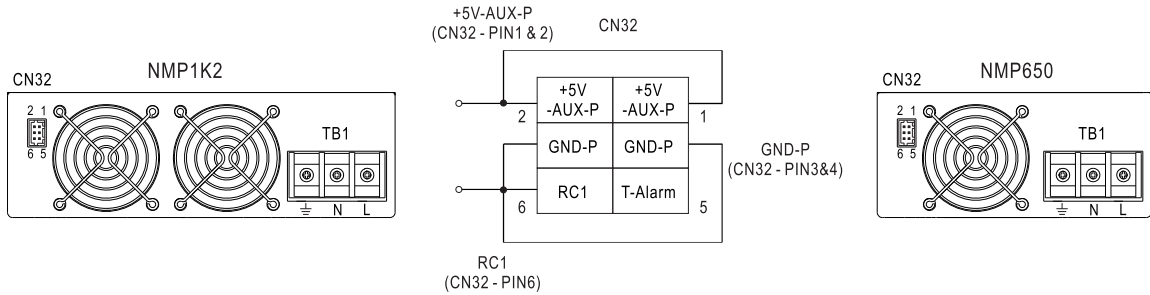 +5V-AUX-P
(CN32 - PIN1 & 2)
CN32
NMP1K2
CN32
2 1
6 5
TB1
N L
+5V
-AUX-P
+5V
-AUX-P
2
1
GND-P
GND-P
RC1
T-Alarm
6
5
GND-P
(CN32 - PIN3&4)
RC1
(CN32 - PIN6)
NMP650
CN32
2 1
6 5
TB1
N L